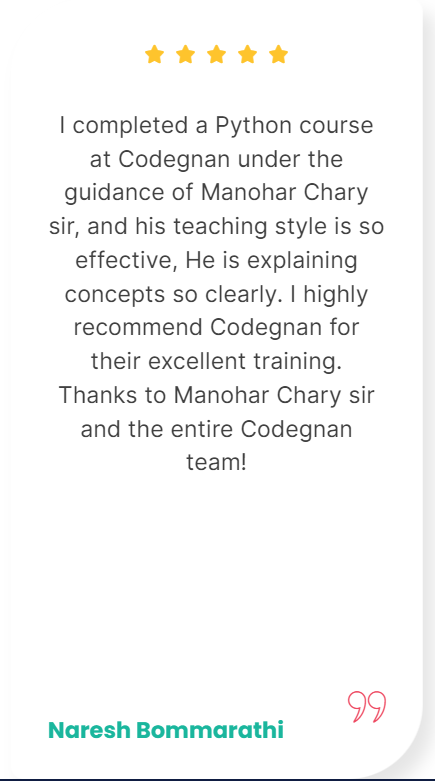 I completed a Python course
at Codegnan under the
guidance of Manohar Chary
sir, and his teaching style is so
effective, He is explaining
concepts so clearly. I highly
recommend Codegnan for
their excellent training.
Thanks to Manohar Chary sir
and the entire Codegnan
team!
Naresh Bommarathi